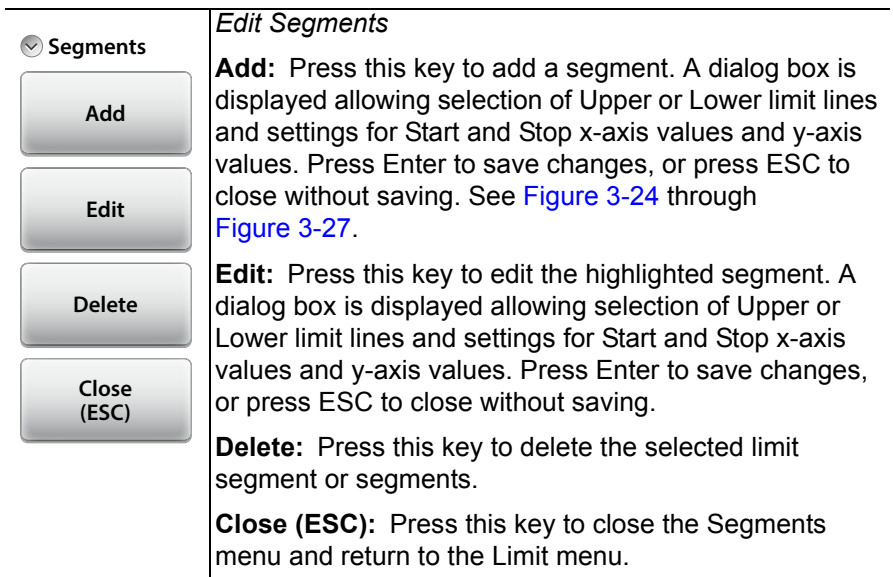 Segments
Add
Edit
Delete
Close
(ESC)
Edit Segments
Add: Press this key to add a segment. A dialog box is
displayed allowing selection of Upper or Lower limit lines
and settings for Start and Stop x-axis values and y-axis
values. Press Enter to save changes, or press ESC to
close without saving. See Figure 3-24 through
Figure 3-27.
Edit: Press this key to edit the highlighted segment. A
dialog box is displayed allowing selection of Upper or
Lower limit lines and settings for Start and Stop x-axis
values and y-axis values. Press Enter to save changes,
or press ESC to close without saving.
Delete: Press this key to delete the selected limit
segment or segments.
Close (ESC): Press this key to close the Segments
menu and return to the Limit menu.